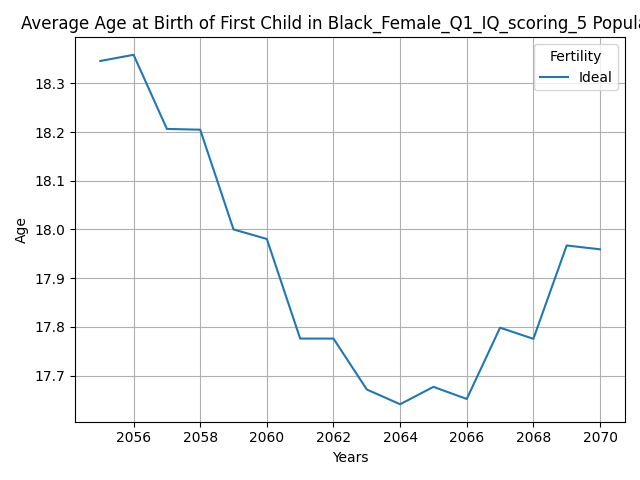 Average Age at Birth of First Child in Black_Female_Q1_IQ_scoring_5 Popula
Fertility
Ideal
18.3
18.2
18.1
18.0
17.9
17.8
17.7
Age
2056 2058 2060 2062 2064 2066 2068 2070
Years